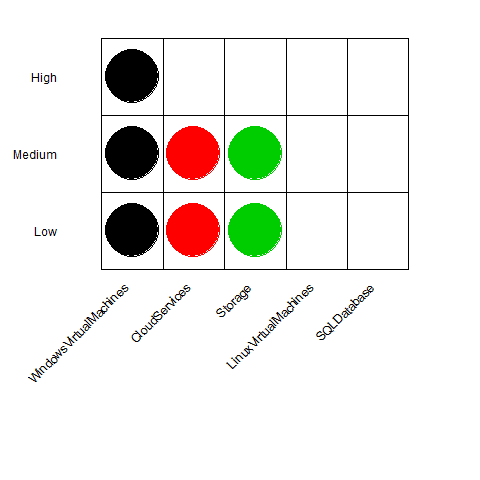 High
Medium
Low
WindowsVirtualMachines
CloudServices
Storage
LinuxVirtualMachines
SQLDatabase